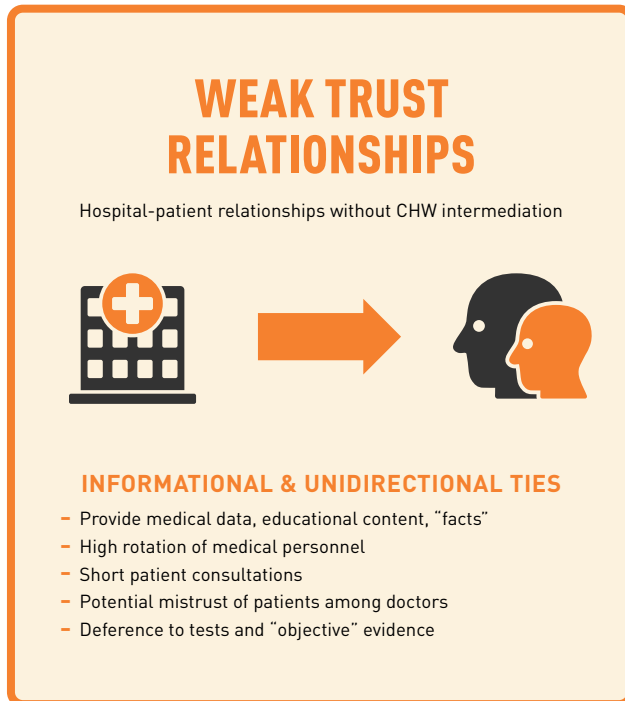 WEAK TRUST
RELATIONSHIPS
Hospital-patient relationships without CHW intermediation
INFORMATIONAL & UNIDIRECTIONAL TIES
– Provide medical data, educational content, “facts”
– High rotation of medical personnel
– Short patient consultations
– Potential mistrust of patients among doctors
– Deference to tests and “objective” evidence